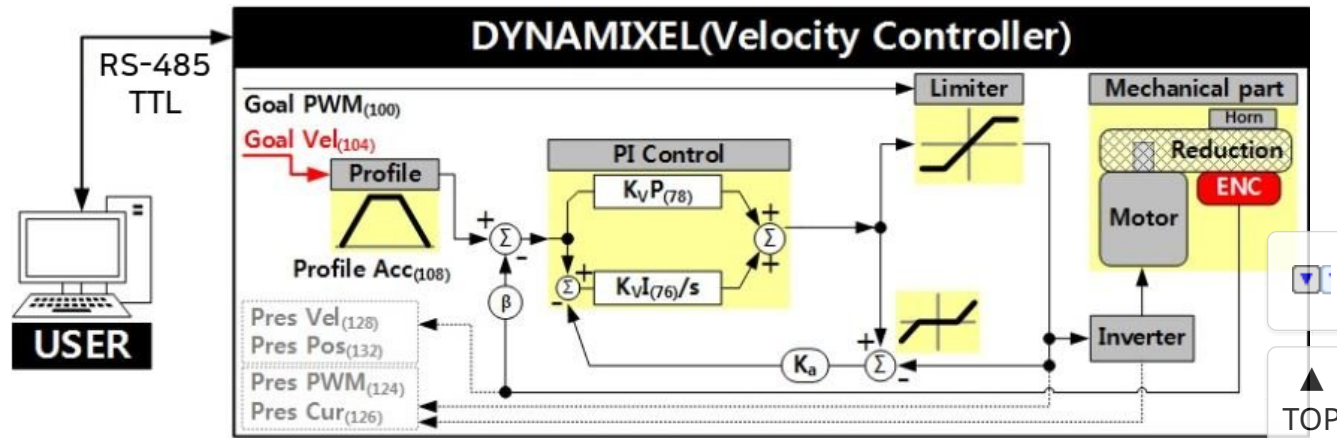 DYNAMIXEL(Velocity Controller)
RS-485
TTL
Goal PWM(100)
Goal Vel(104)
Limiter
Mechanical part
Horn
Reduction
ENC
Motor
Profile
Profile Acc(108)
PI Control
KVP(78)
KVI(76)/s
+
Σ
-
+
Σ
-
+
Σ
+
β
Ka
+
Σ
-
Inverter
Pres Vel(128)
Pres Pos(132)
Pres PWM(124)
Pres Cur(126)
USER
TOP